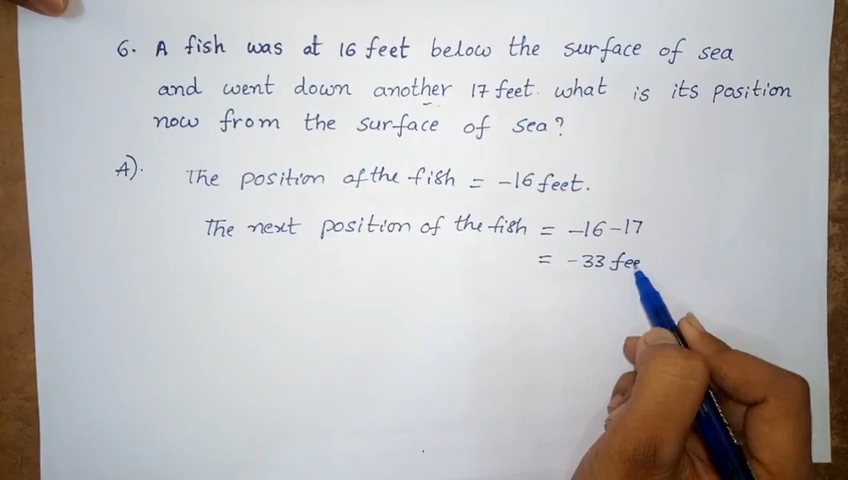 6. A fish was at 16 feet below the surface of sea
and went down another 17 feet. what is its position
now from the surface of sea?
A). The position of the fish = -16 feet.
The next position of the fish = -16-17
= -33 fee